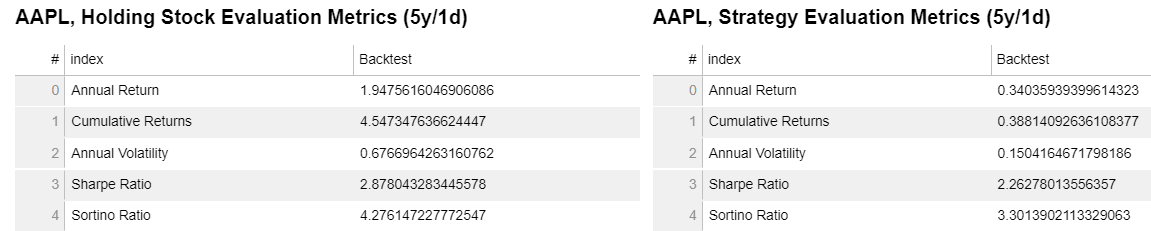 AAPL, Holding Stock Evaluation Metrics (5y/1d)
# index Backtest
0 Annual Return 1.9475616046906086
1 Cumulative Returns 4.547347636624447
2 Annual Volatility 0.6766964263160762
3 Sharpe Ratio 2.878043283445578
4 Sortino Ratio 4.276147227772547
AAPL, Strategy Evaluation Metrics (5y/1d)
# index Backtest
0 Annual Return 0.34035939399614323
1 Cumulative Returns 0.38814092636108377
2 Annual Volatility 0.1504164671798186
3 Sharpe Ratio 2.26278013556357
4 Sortino Ratio 3.3013902113329063